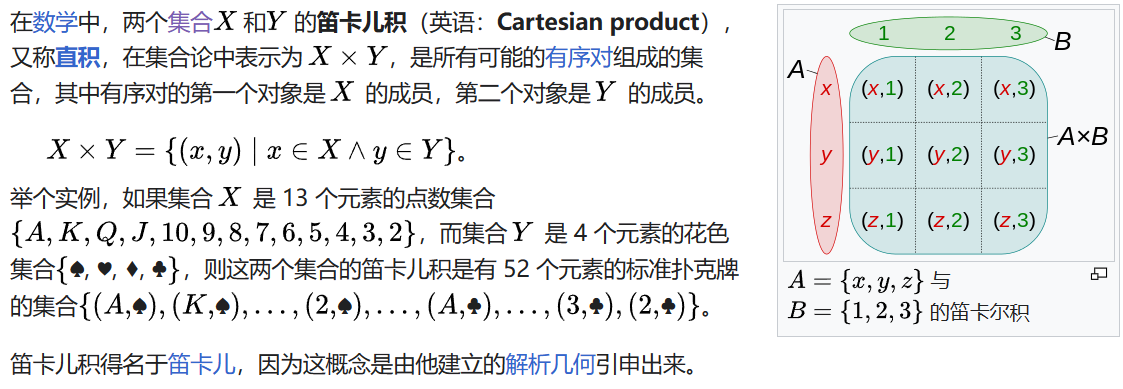 在数学中，两个集合X 和Y 的笛卡儿积（英语：Cartesian product），
又称直积，在集合论中表示为 X × Y，是所有可能的有序对组成的集
合，其中有序对的第一个对象是 X 的成员，第二个对象是 Y 的成员。
X × Y = {(x, y) | x ∈ X ∧ y ∈ Y}。
举个实例，如果集合 X 是 13 个元素的点数集合
{A, K, Q, J, 10, 9, 8, 7, 6, 5, 4, 3, 2}，而集合 Y 是 4 个元素的花色
集合{♠, ♥, ♦, ♣}，则这两个集合的笛卡儿积是有 52 个元素的标准扑克牌
的集合{(A,♠), (K,♠), ..., (2,♠), ..., (A,♣), ..., (3,♣), (2,♣)}。
笛卡儿积得名于笛卡儿，因为这概念是由他建立的解析几何引申出来。
1 2 3
B
A
x (x,1) (x,2) (x,3)
y (y,1) (y,2) (y,3)
A×B
z (z,1) (z,2) (z,3)
A = {x, y, z} 与
B = {1, 2, 3} 的笛卡尔积